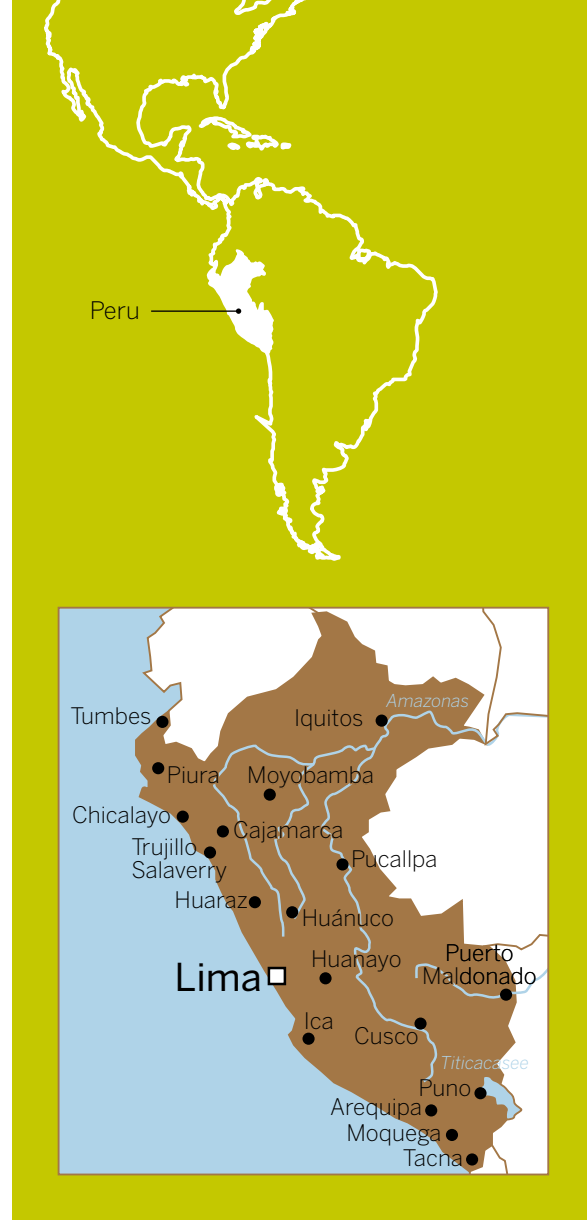 Peru
Amazonas
Tumbes
Iquitos
Piura
Moyobamba
Chicalayo
Cajamarca
Trujillo
Salaverry
Pucallpa
Huaraz
Huánuco
Puerto
Maldonado
Huanayo
Lima
Ica
Cusco
Titicacasee
Puno
Arequipa
Moquega
Tacna